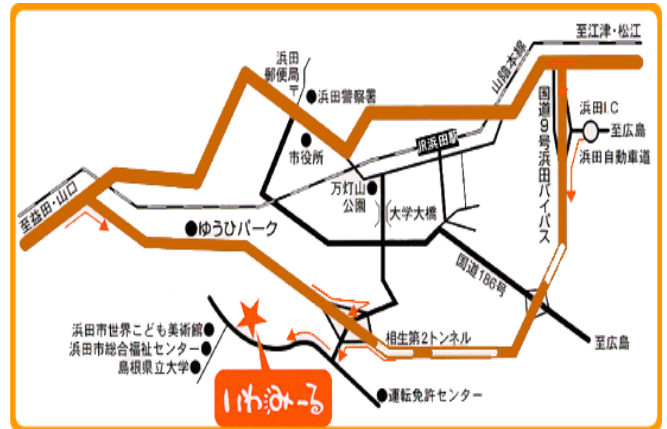 至江津・松江
浜田
郵便局
〒
山陰本線
浜田警察署
国道9号浜田バイパス
浜田I.C
至広島
浜田自動車道
JR浜田駅
市役所
万灯山
公園
大学大橋
至益田・山口
ゆうひパーク
国道186号
浜田市世界こども美術館
浜田市総合福祉センター
島根県立大学
相生第2トンネル
至広島
いわみーる
運転免許センター